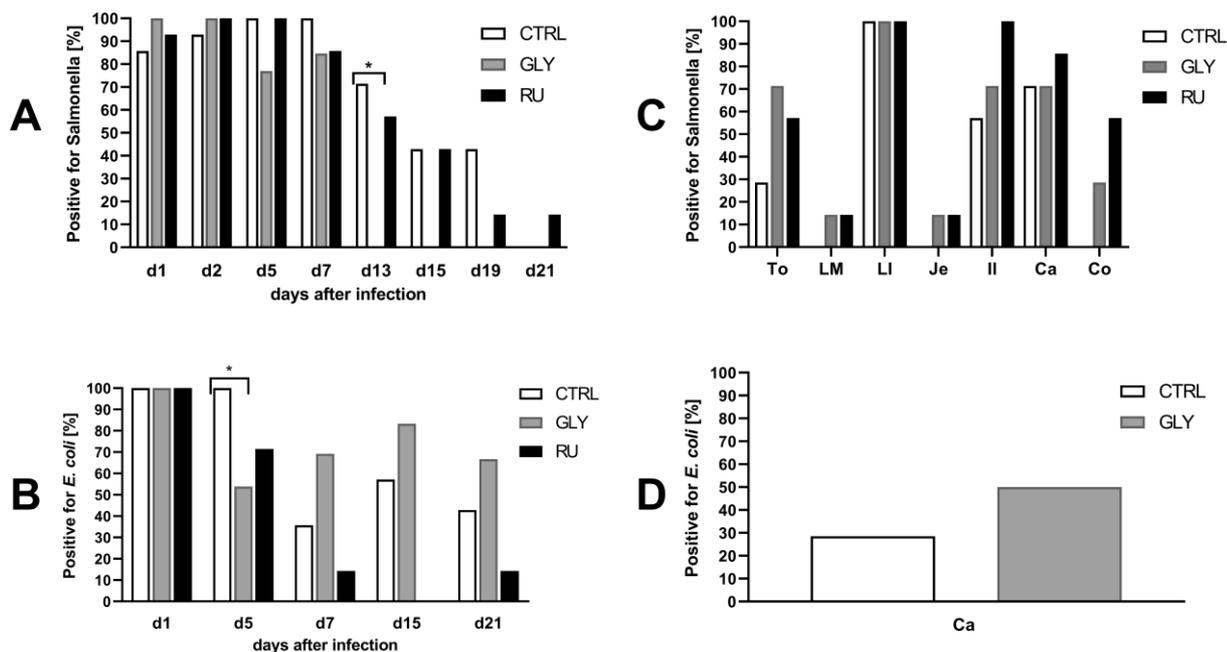 A
Positive for Salmonella [%]
100
90
80
70
60
50
40
30
20
10
0
*
CTRL
GLY
RU
d1 d2 d5 d7 d13 d15 d19 d21
days after infection
C
Positive for Salmonella [%]
100
90
80
70
60
50
40
30
20
10
0
CTRL
GLY
RU
To LM LI Je Il Ca Co
B
Positive for E. coli [%]
100
90
80
70
60
50
40
30
20
10
0
*
CTRL
GLY
RU
d1 d5 d7 d15 d21
days after infection
D
Positive for E. coli [%]
100
90
80
70
60
50
40
30
20
10
0
CTRL
GLY
Ca